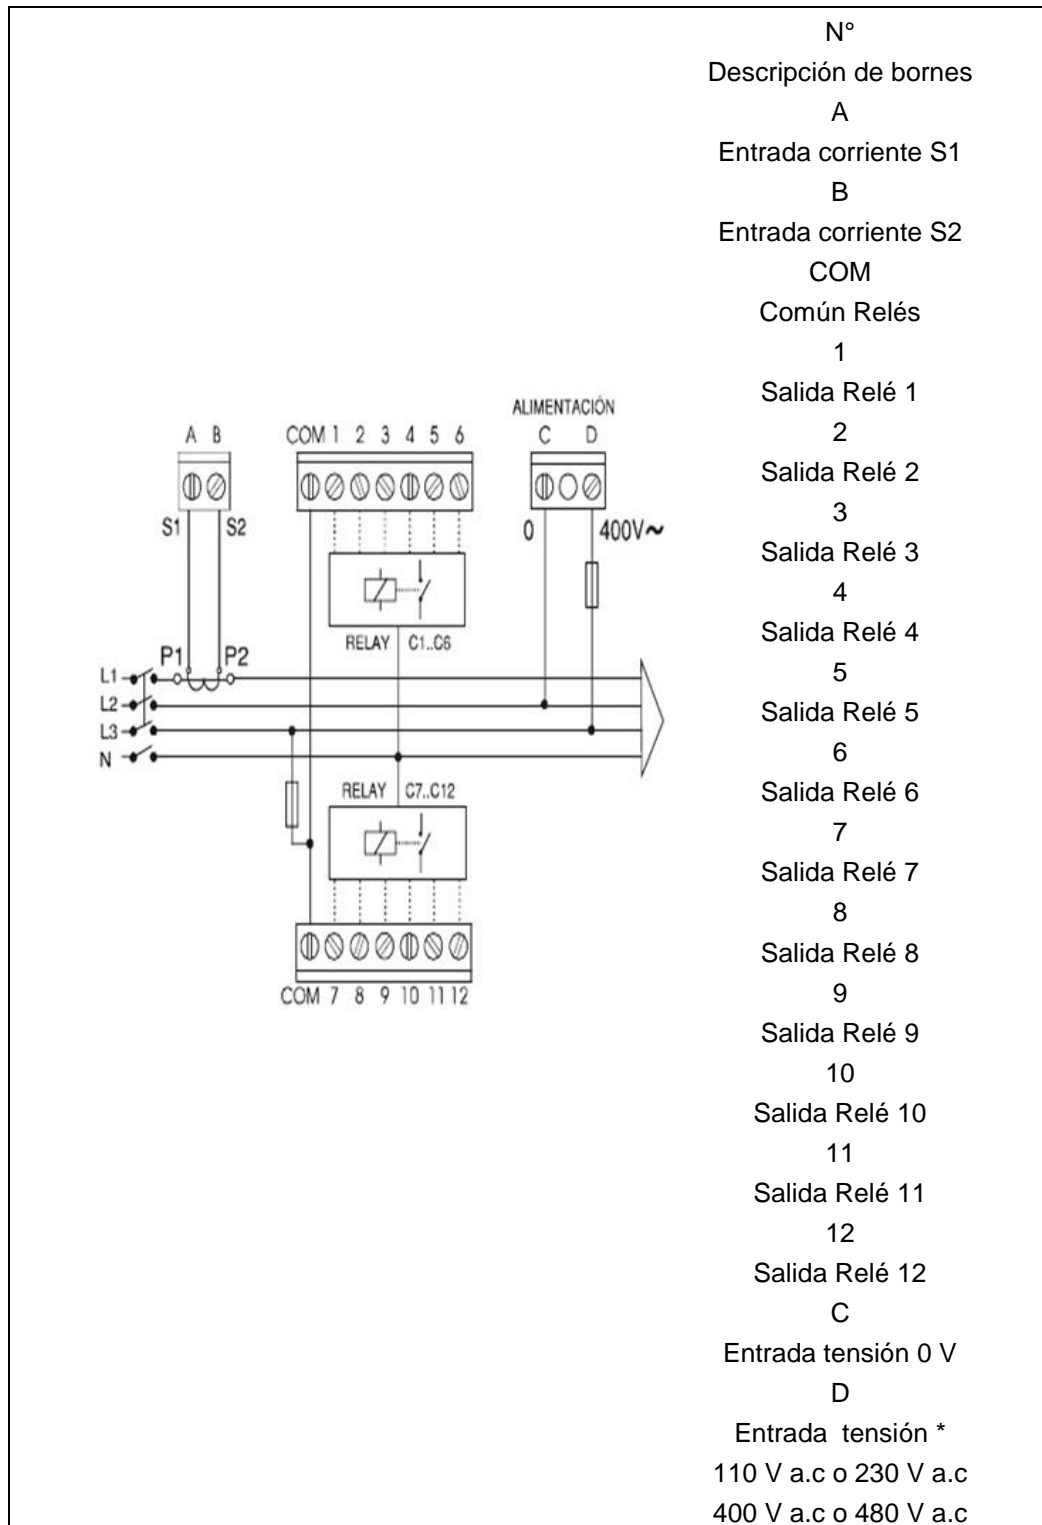 N°
Descripción de bornes
A
Entrada corriente S1
B
Entrada corriente S2
COM
Común Relés
1
Salida Relé 1
2
Salida Relé 2
3
Salida Relé 3
4
Salida Relé 4
5
Salida Relé 5
6
Salida Relé 6
7
Salida Relé 7
8
Salida Relé 8
9
Salida Relé 9
10
Salida Relé 10
11
Salida Relé 11
12
Salida Relé 12
C
Entrada tensión 0 V
D
Entrada tensión *
110 V a.c o 230 V a.c
400 V a.c o 480 V a.c
ALIMENTACIÓN
A B COM 1 2 3 4 5 6 C D
S1 S2 0 400V~
RELAY C1..C6
P1 P2
L1
L2
L3
N
RELAY C7..C12
COM 7 8 9 10 11 12